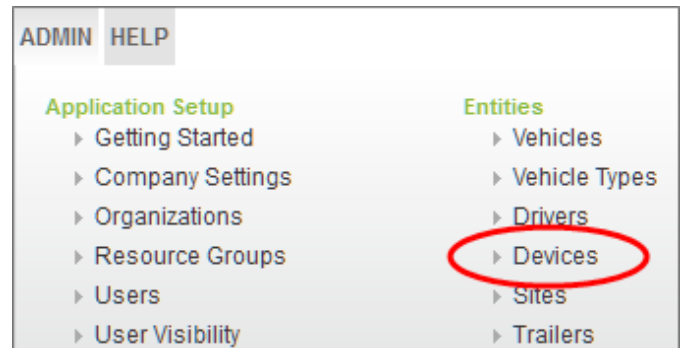 ADMIN HELP
Application Setup
Getting Started
Company Settings
Organizations
Resource Groups
Users
User Visibility
Entities
Vehicles
Vehicle Types
Drivers
Devices
Sites
Trailers